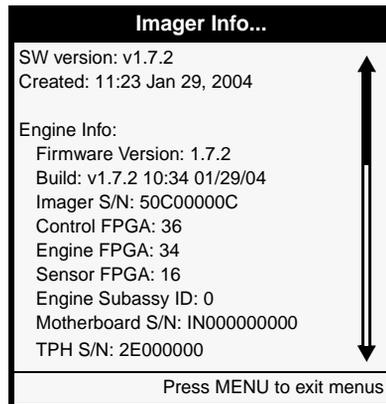 Imager Info...
SW version: v1.7.2
Created: 11:23 Jan 29, 2004
Engine Info:
Firmware Version: 1.7.2
Build: v1.7.2 10:34 01/29/04
Imager S/N: 50C00000C
Control FPGA: 36
Engine FPGA: 34
Sensor FPGA: 16
Engine Subassy ID: 0
Motherboard S/N: IN000000000
TPH S/N: 2E000000
Press MENU to exit menus